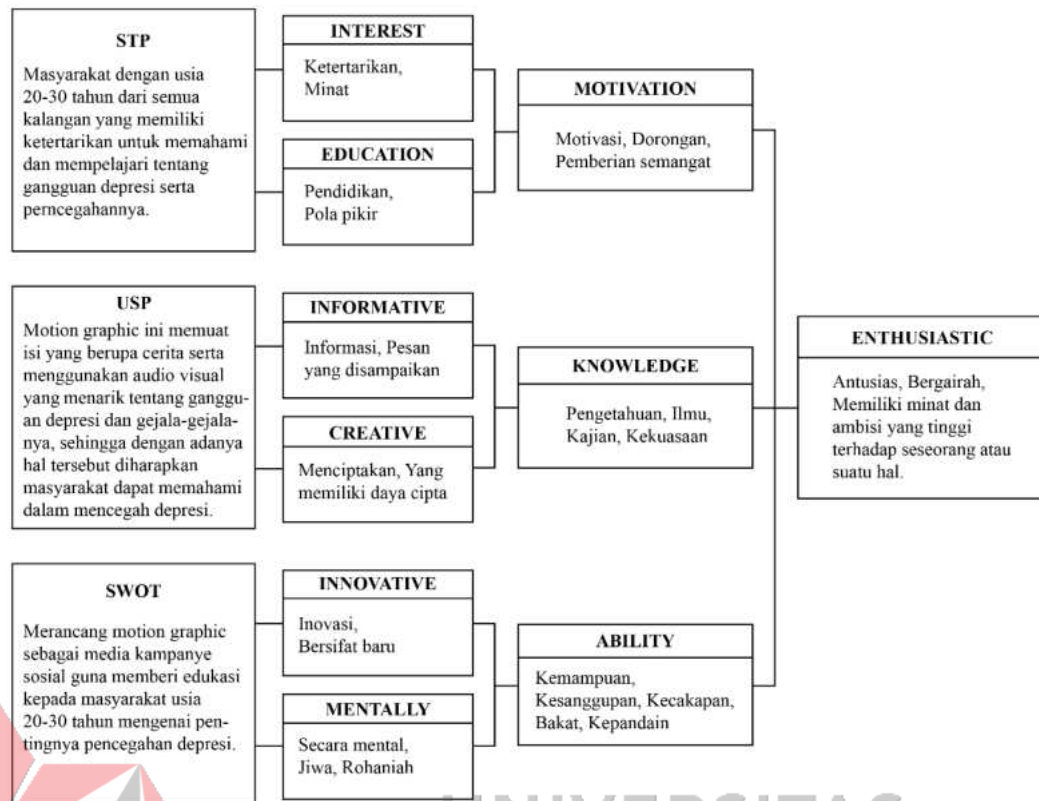 STP
Masyarakat dengan usia
20-30 tahun dari semua
kalangan yang memiliki
ketertarikan untuk memahami
dan mempelajari tentang
gangguan depresi serta
perncegahannya.
INTEREST
Ketertarikan,
Minat
EDUCATION
Pendidikan,
Pola pikir
MOTIVATION
Motivasi, Dorongan,
Pemberian semangat
USP
Motion graphic ini memuat
isi yang berupa cerita serta
menggunakan audio visual
yang menarik tentang ganggu-
an depresi dan gejala-gejala-
nya, sehingga dengan adanya
hal tersebut diharapkan
masyarakat dapat memahami
dalam mencegah depresi.
INFORMATIVE
Informasi, Pesan
yang disampaikan
CREATIVE
Menciptakan, Yang
memiliki daya cipta
KNOWLEDGE
Pengetahuan, Ilmu,
Kajian, Kekuasaan
ENTHUSIASTIC
Antusias, Bergairah,
Memiliki minat dan
ambisi yang tinggi
terhadap seseorang atau
suatu hal.
SWOT
Merancang motion graphic
sebagai media kampanye
sosial guna memberi edukasi
kepada masyarakat usia
20-30 tahun mengenai pen-
tingnya pencegahan depresi.
INNOVATIVE
Inovasi,
Bersifat baru
MENTALLY
Secara mental,
Jiwa, Rohaniah
ABILITY
Kemampuan,
Kesanggupan, Kecakapan,
Bakat, Kepandain
UNIVERSITAS